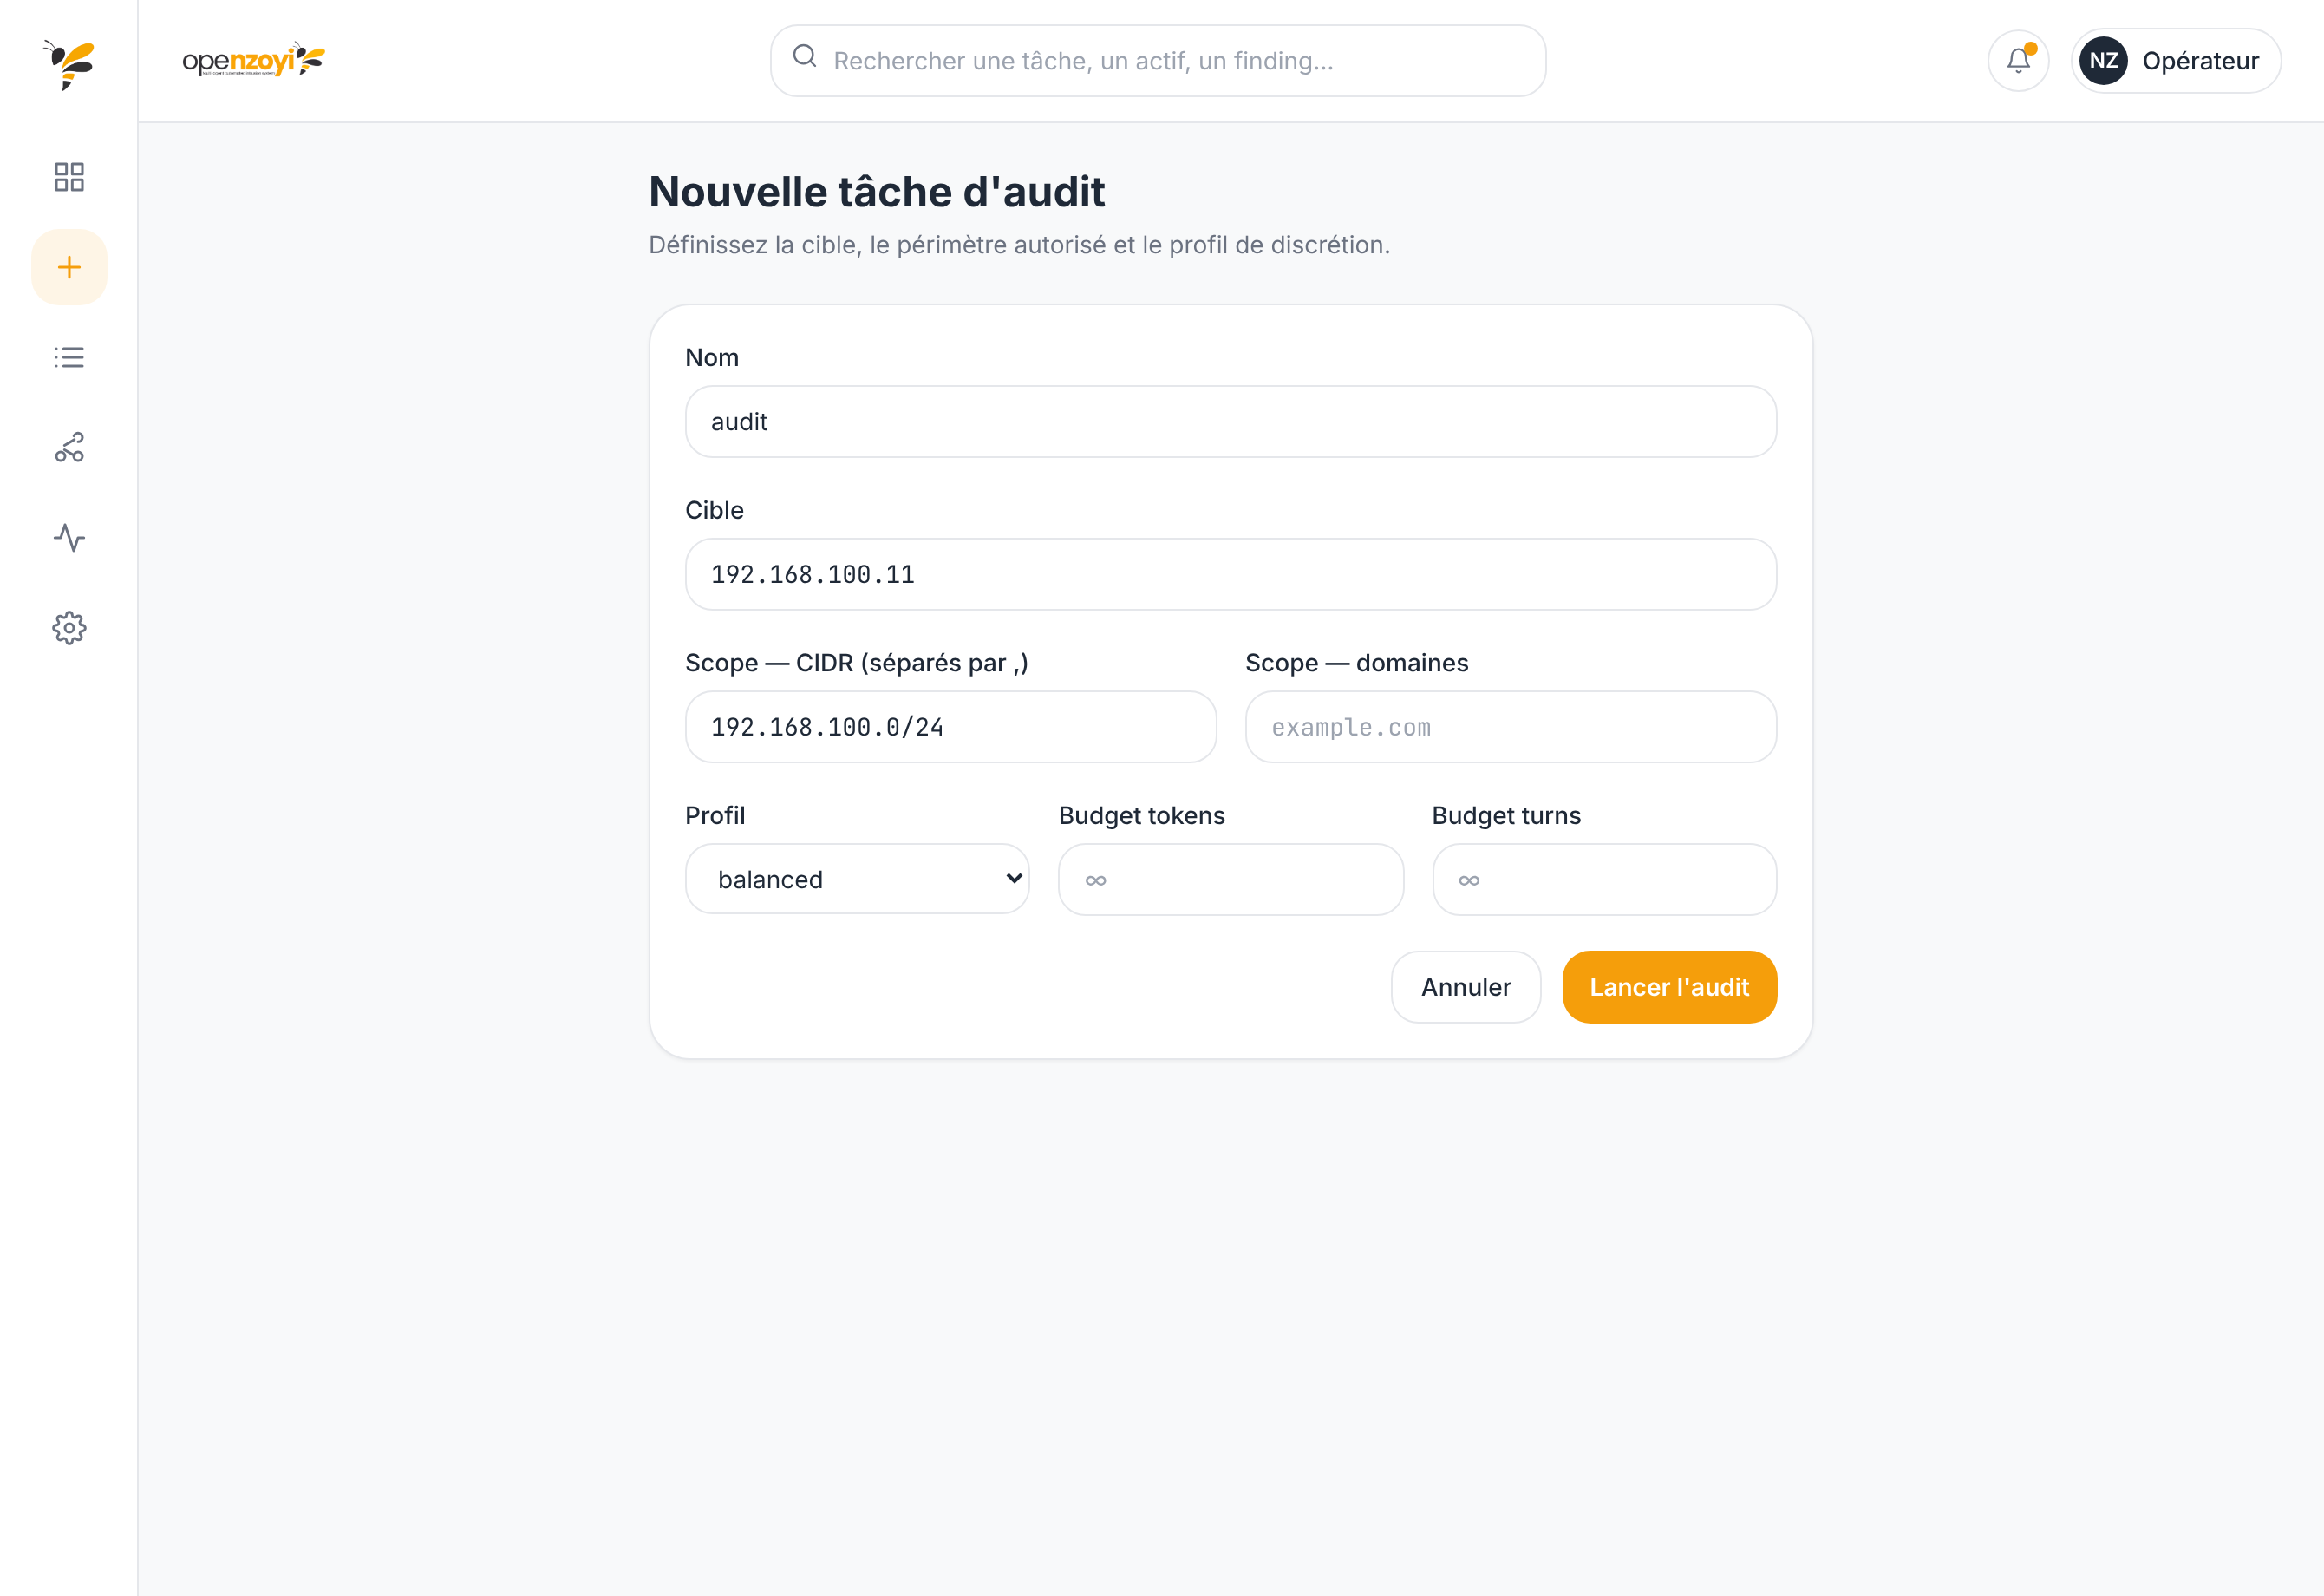 openzoyi
Rechercher une tâche, un actif, un finding...
NZ
Opérateur
Nouvelle tâche d'audit
Définissez la cible, le périmètre autorisé et le profil de discrétion.
Nom
audit
Cible
192.168.100.11
Scope — CIDR (séparés par ,)
Scope — domaines
192.168.100.0/24
example.com
Profil
Budget tokens
Budget turns
balanced
∞
∞
Annuler
Lancer l'audit